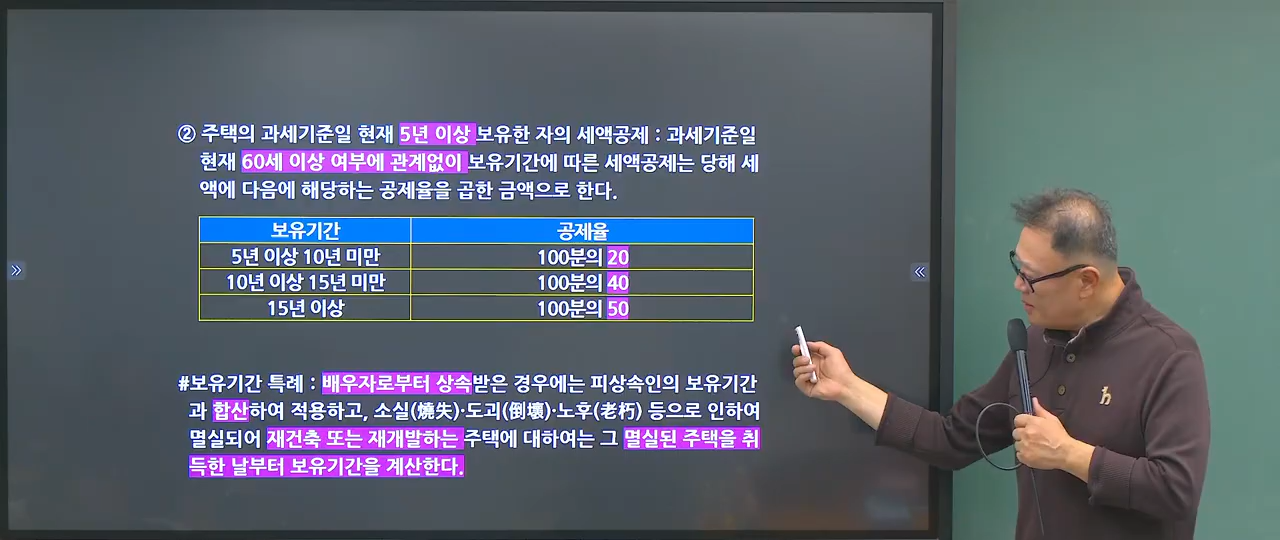 ② 주택의 과세기준일 현재 5년 이상 보유한 자의 세액공제 : 과세기준일
현재 60세 이상 여부에 관계없이 보유기간에 따른 세액공제는 당해 세
액에 다음에 해당하는 공제율을 곱한 금액으로 한다.
보유기간 공제율
5년 이상 10년 미만 100분의 20
10년 이상 15년 미만 100분의 40
15년 이상 100분의 50
#보유기간 특례 : 배우자로부터 상속받은 경우에는 피상속인의 보유기간
과 합산하여 적용하고, 소실(燒失)·도괴(倒壞)·노후(老朽) 등으로 인하여
멸실되어 재건축 또는 재개발하는 주택에 대하여는 그 멸실된 주택을 취
득한 날부터 보유기간을 계산한다.
h